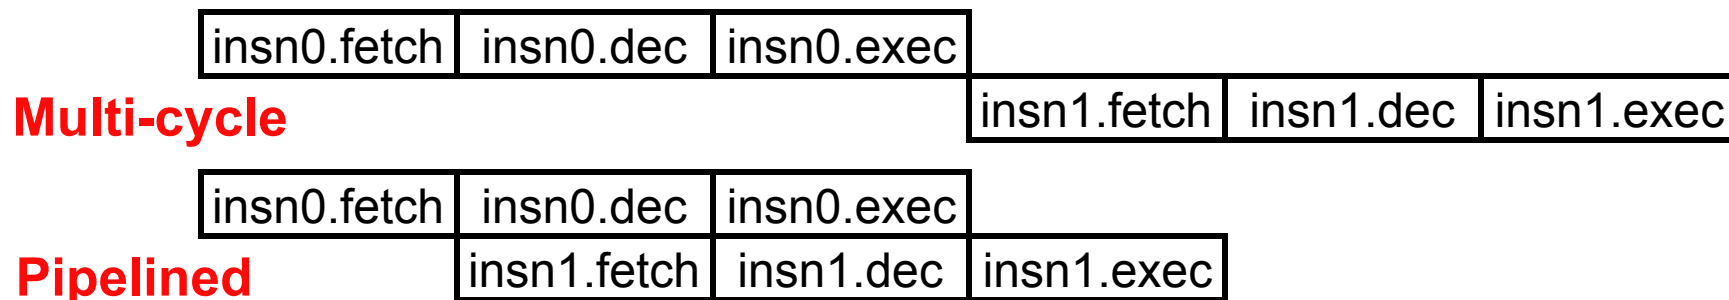 insn0.fetch insn0.dec insn0.exec
Multi-cycle insn1.fetch insn1.dec insn1.exec
insn0.fetch insn0.dec insn0.exec
Pipelined insn1.fetch insn1.dec insn1.exec